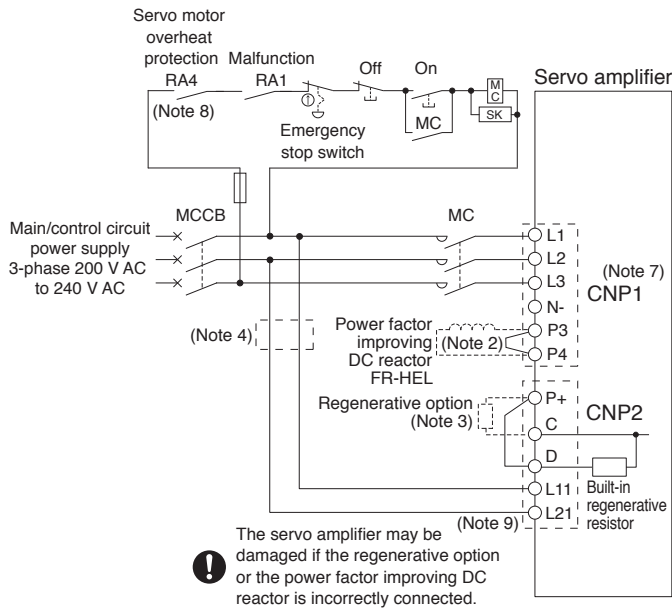 Servo motor
overheat
protection
RA4
(Note 8)
Malfunction
RA1
Emergency
stop switch
Off
On
MC
M
C
SK
Servo amplifier
Main/control circuit
power supply
3-phase 200 V AC
to 240 V AC
MCCB
MC
L1
L2
L3
N-
P3
P4
(Note 7)
CNP1
(Note 4)
Power factor
improving
DC reactor
FR-HEL
(Note 2)
Regenerative option
(Note 3)
P+
C
D
L11
L21
CNP2
Built-in
regenerative
resistor
(Note 9)
The servo amplifier may be
damaged if the regenerative option
or the power factor improving DC
reactor is incorrectly connected.